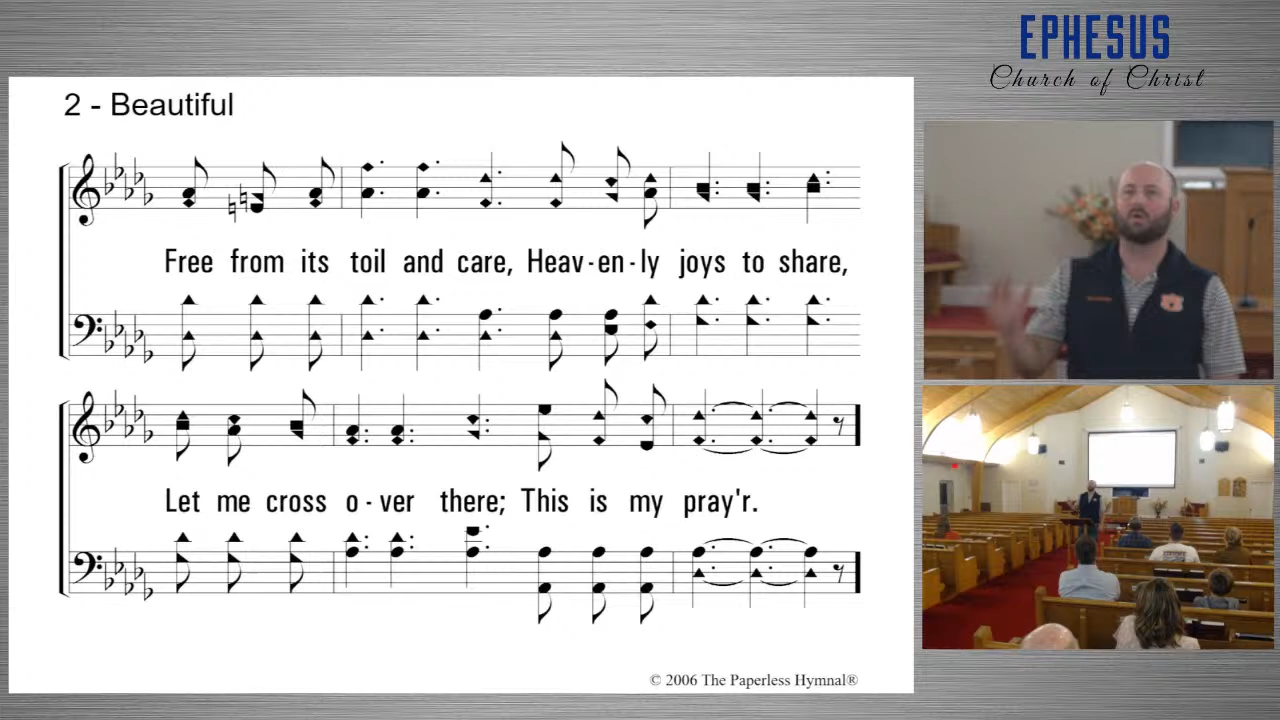 EPHESUS
Church of Christ
2 - Beautiful
Free from its toil and care, Heav-en-ly joys to share,
Let me cross o-ver there; This is my pray'r.
© 2006 The Paperless Hymnal®